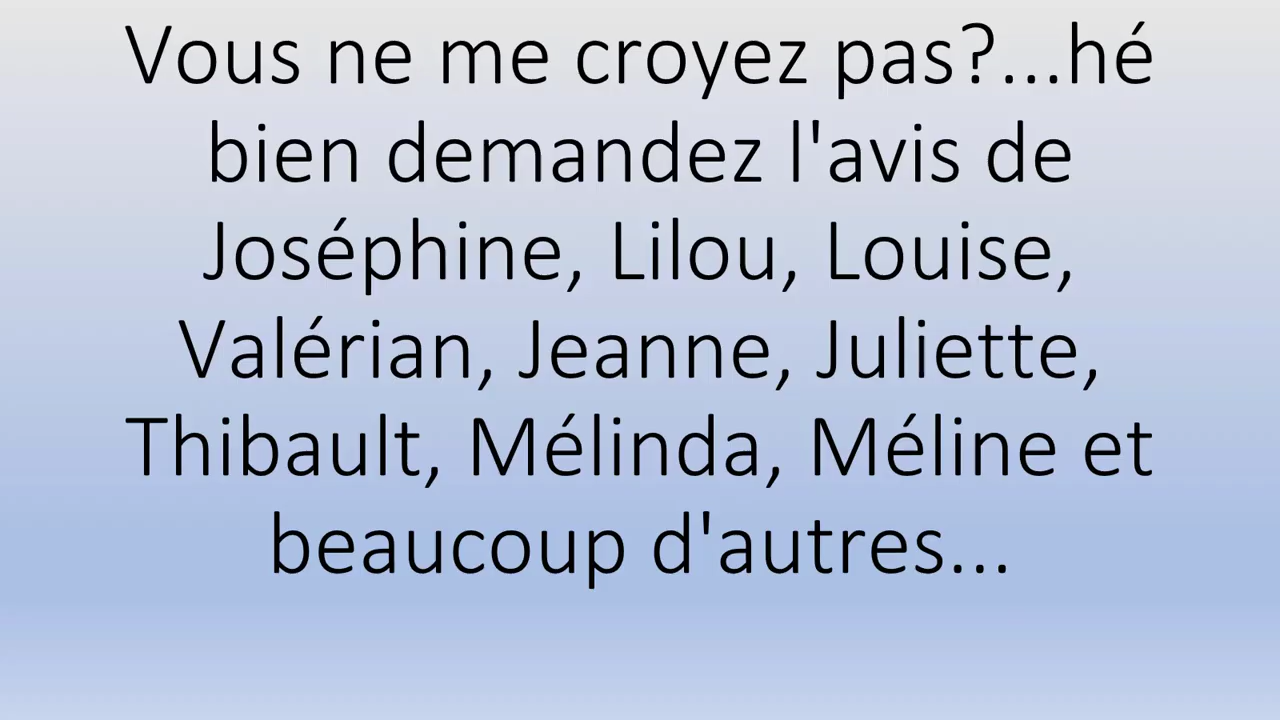 Vous ne me croyez pas?...hé
bien demandez l'avis de
Joséphine, Lilou, Louise,
Valérian, Jeanne, Juliette,
Thibault, Mélinda, Méline et
beaucoup d'autres...